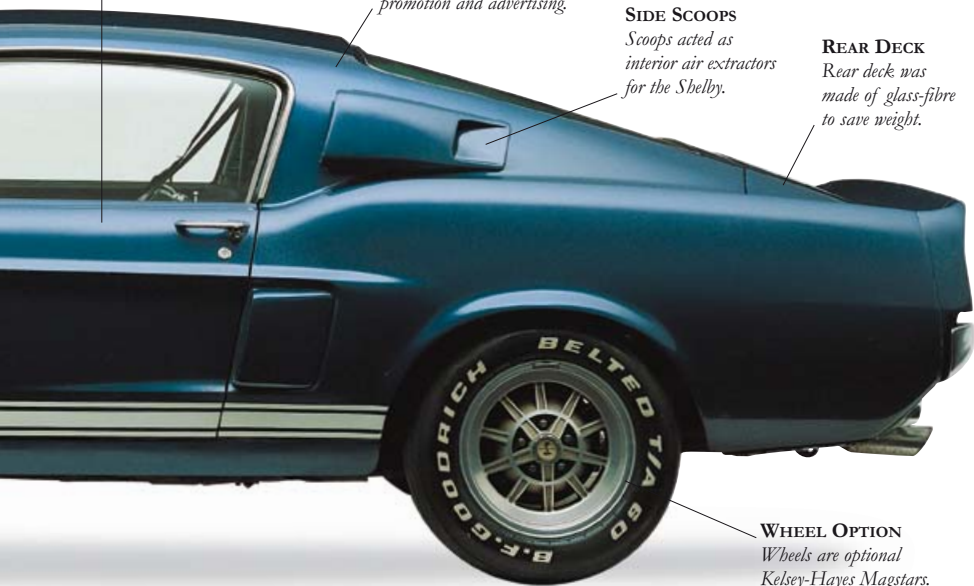 promotion and advertising.
SIDE SCOOPS
Scoops acted as
interior air extractors
for the Shelby.
REAR DECK
Rear deck was
made of glass-fibre
to save weight.
B.F.GOODRICH BELTED T/A 60
WHEEL OPTION
Wheels are optional
Kelsey-Hayes Magstars.